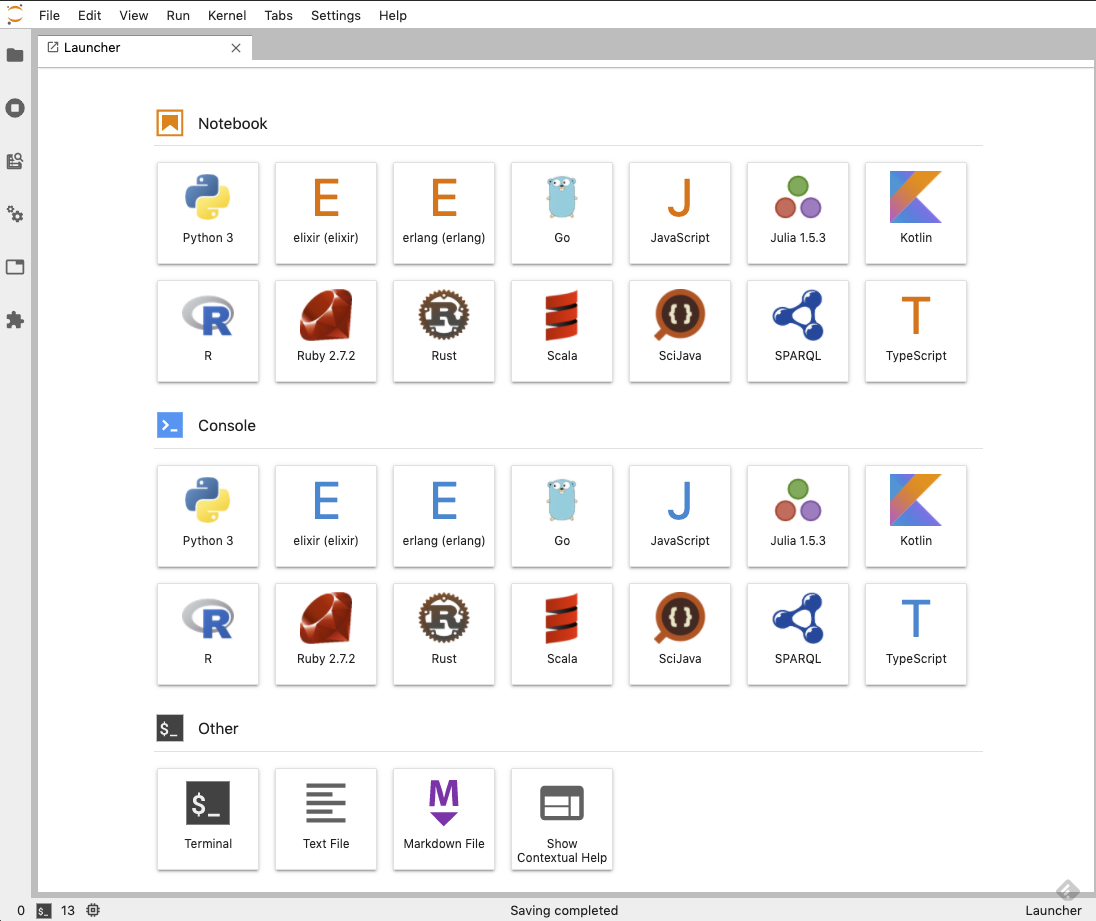 File Edit View Run Kernel Tabs Settings Help
Launcher
Notebook
Python 3
E
elixir (elixir)
E
erlang (erlang)
Go
J
JavaScript
Julia 1.5.3
Kotlin
R
R
Ruby 2.7.2
R
Rust
Scala
{}
SciJava
SPARQL
T
TypeScript
>_
Console
Python 3
E
elixir (elixir)
E
erlang (erlang)
Go
J
JavaScript
Julia 1.5.3
Kotlin
R
R
Ruby 2.7.2
R
Rust
Scala
{}
SciJava
SPARQL
T
TypeScript
$_
Other
$_
Terminal
Text File
M
Markdown File
Show
Contextual Help
0 $_ 13 Saving completed Launcher